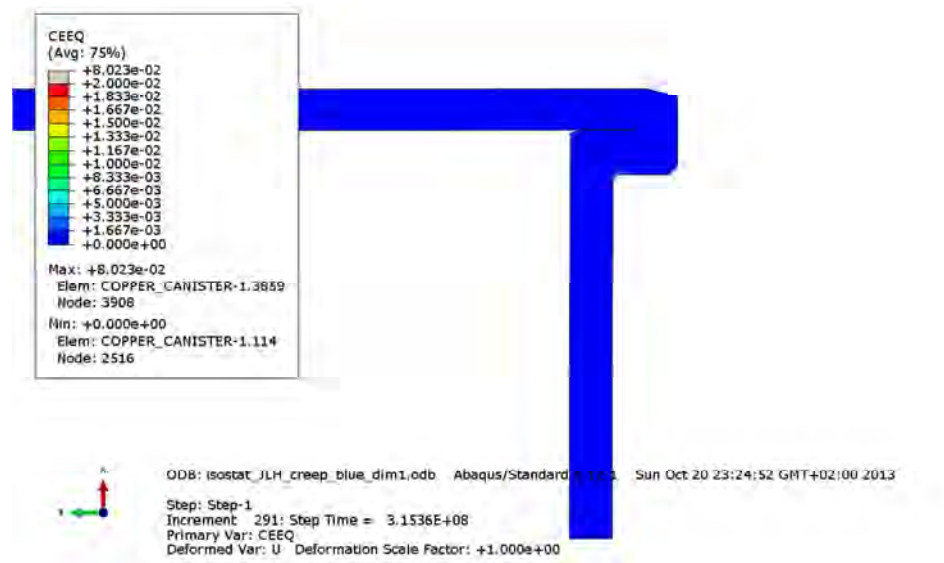 CEEQ
(Avg: 75%)
+8.023e-02
+2.000e-02
+1.833e-02
+1.667e-02
+1.500e-02
+1.333e-02
+1.167e-02
+1.000e-02
+8.333e-03
+6.667e-03
+5.000e-03
+3.333e-03
+1.667e-03
+0.000e+00
Max: +8.023e-02
Elem: COPPER_CANISTER-1.3859
Node: 3908
Min: +0.000e+00
Elem: COPPER_CANISTER-1.114
Node: 2516
ODB: isostat_JLH_creep_blue_dim1.odb Abaqus/Standard Sun Oct 20 23:24:52 GMT+02:00 2013
Step: Step-1
Increment 291: Step Time = 3.1536E+08
Primary Var: CEEQ
Deformed Var: U Deformation Scale Factor: +1.000e+00